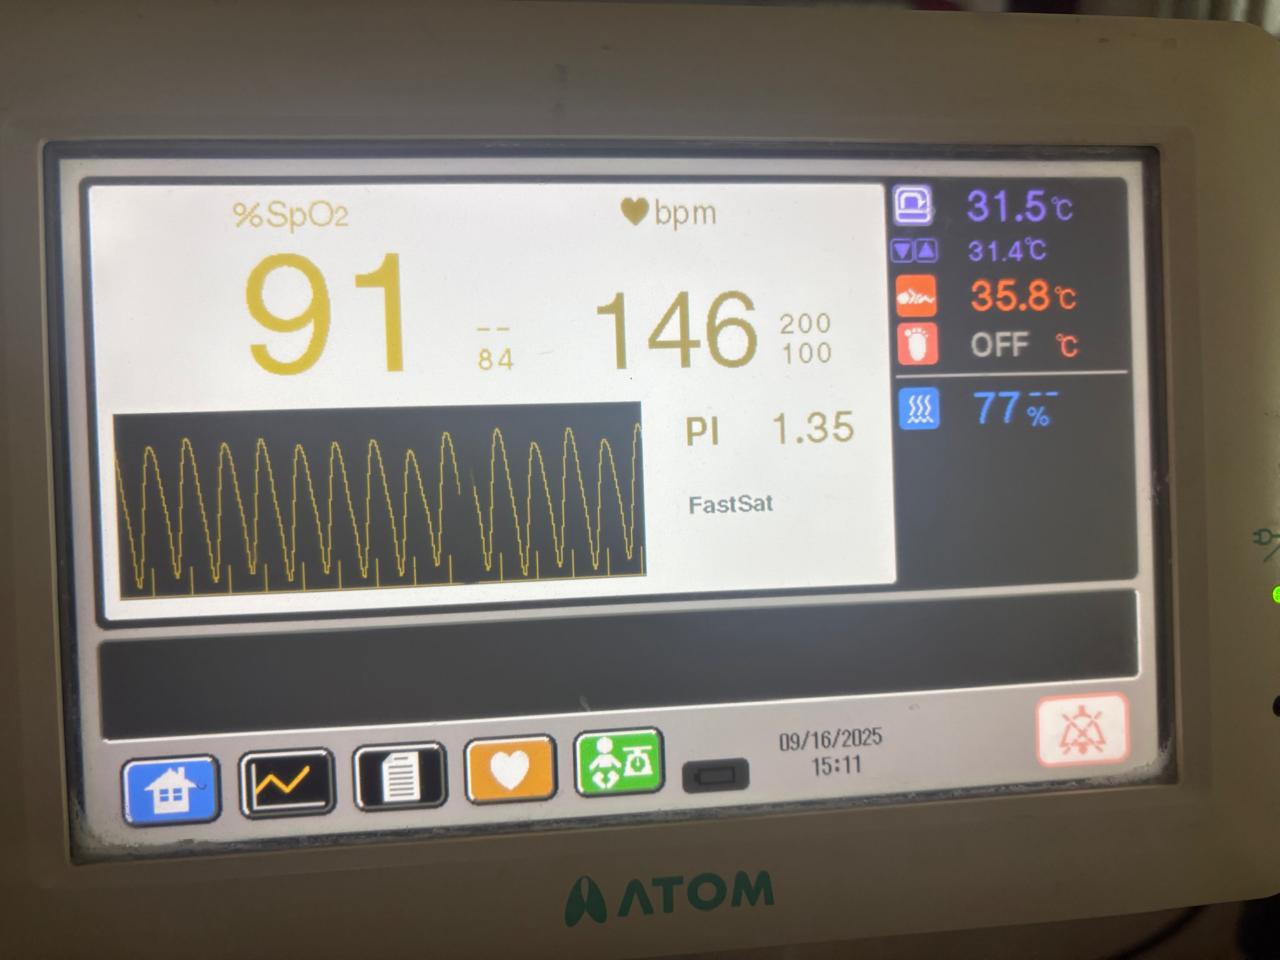 %SpO2
91
--
84
bpm
146
200
100
PI 1.35
FastSat
31.5°C
31.4°C
35.8°C
OFF °C
77 -- %
09/16/2025
15:11
ATOM